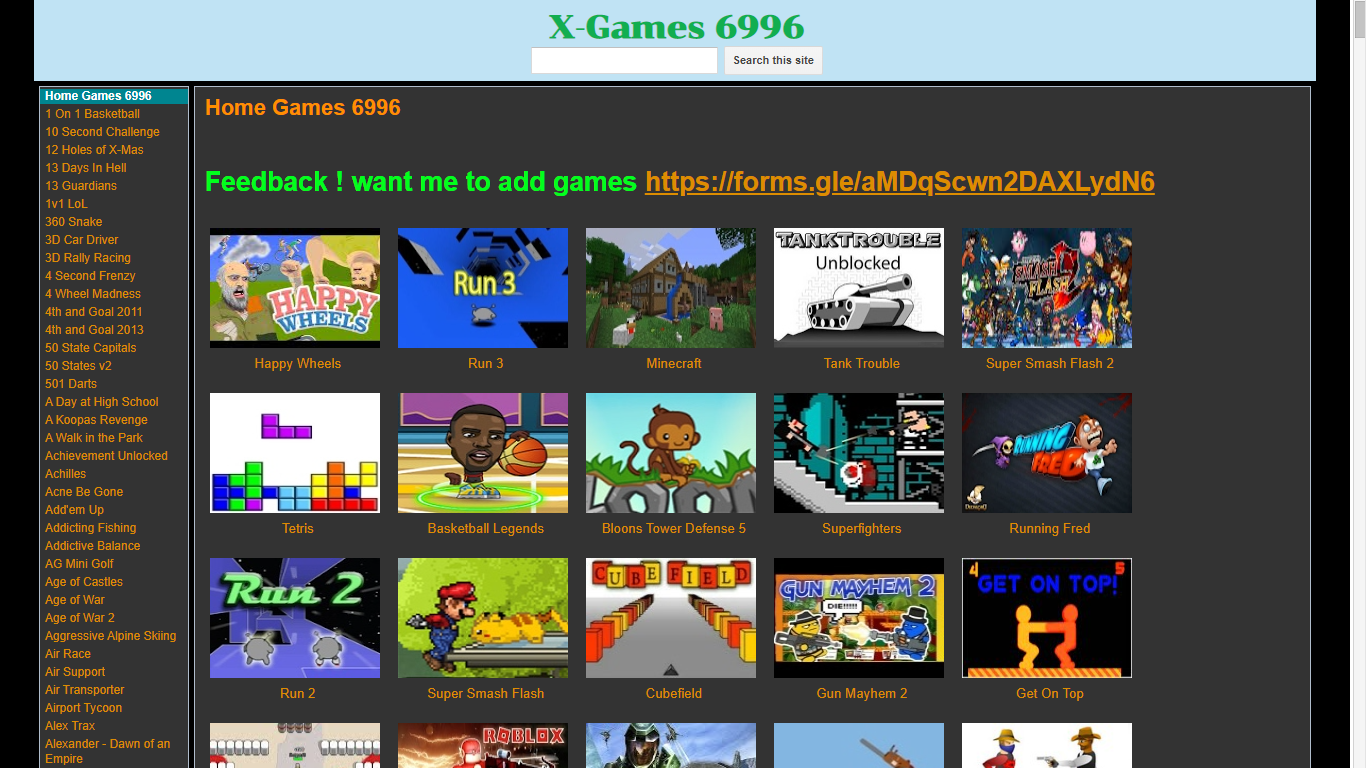 X-Games 6996
Search this site
Home Games 6996
1 On 1 Basketball
10 Second Challenge
12 Holes of X-Mas
13 Days In Hell
13 Guardians
1v1 LoL
360 Snake
3D Car Driver
3D Rally Racing
4 Second Frenzy
4 Wheel Madness
4th and Goal 2011
4th and Goal 2013
50 State Capitals
50 States v2
501 Darts
A Day at High School
A Koopas Revenge
A Walk in the Park
Achievement Unlocked
Achilles
Acne Be Gone
Add'em Up
Addicting Fishing
Addictive Balance
AG Mini Golf
Age of Castles
Age of War
Age of War 2
Aggressive Alpine Skiing
Air Race
Air Support
Air Transporter
Airport Tycoon
Alex Trax
Alexander - Dawn of an
Empire
Home Games 6996
Feedback ! want me to add games https://forms.gle/aMDqScwn2DAXLydN6
HAPPY
WHEELS
Run 3
TANKTROUBLE
Unblocked
SMASH
FLASH
Happy Wheels
Run 3
Minecraft
Tank Trouble
Super Smash Flash 2
RUNNING
FRED
Tetris
Basketball Legends
Bloons Tower Defense 5
Superfighters
Running Fred
Run 2
CUBE FIELD
GUN MAYHEM 2
DIE!!!!!
4
5
GET ON TOP!
Run 2
Super Smash Flash
Cubefield
Gun Mayhem 2
Get On Top
ROBLOX